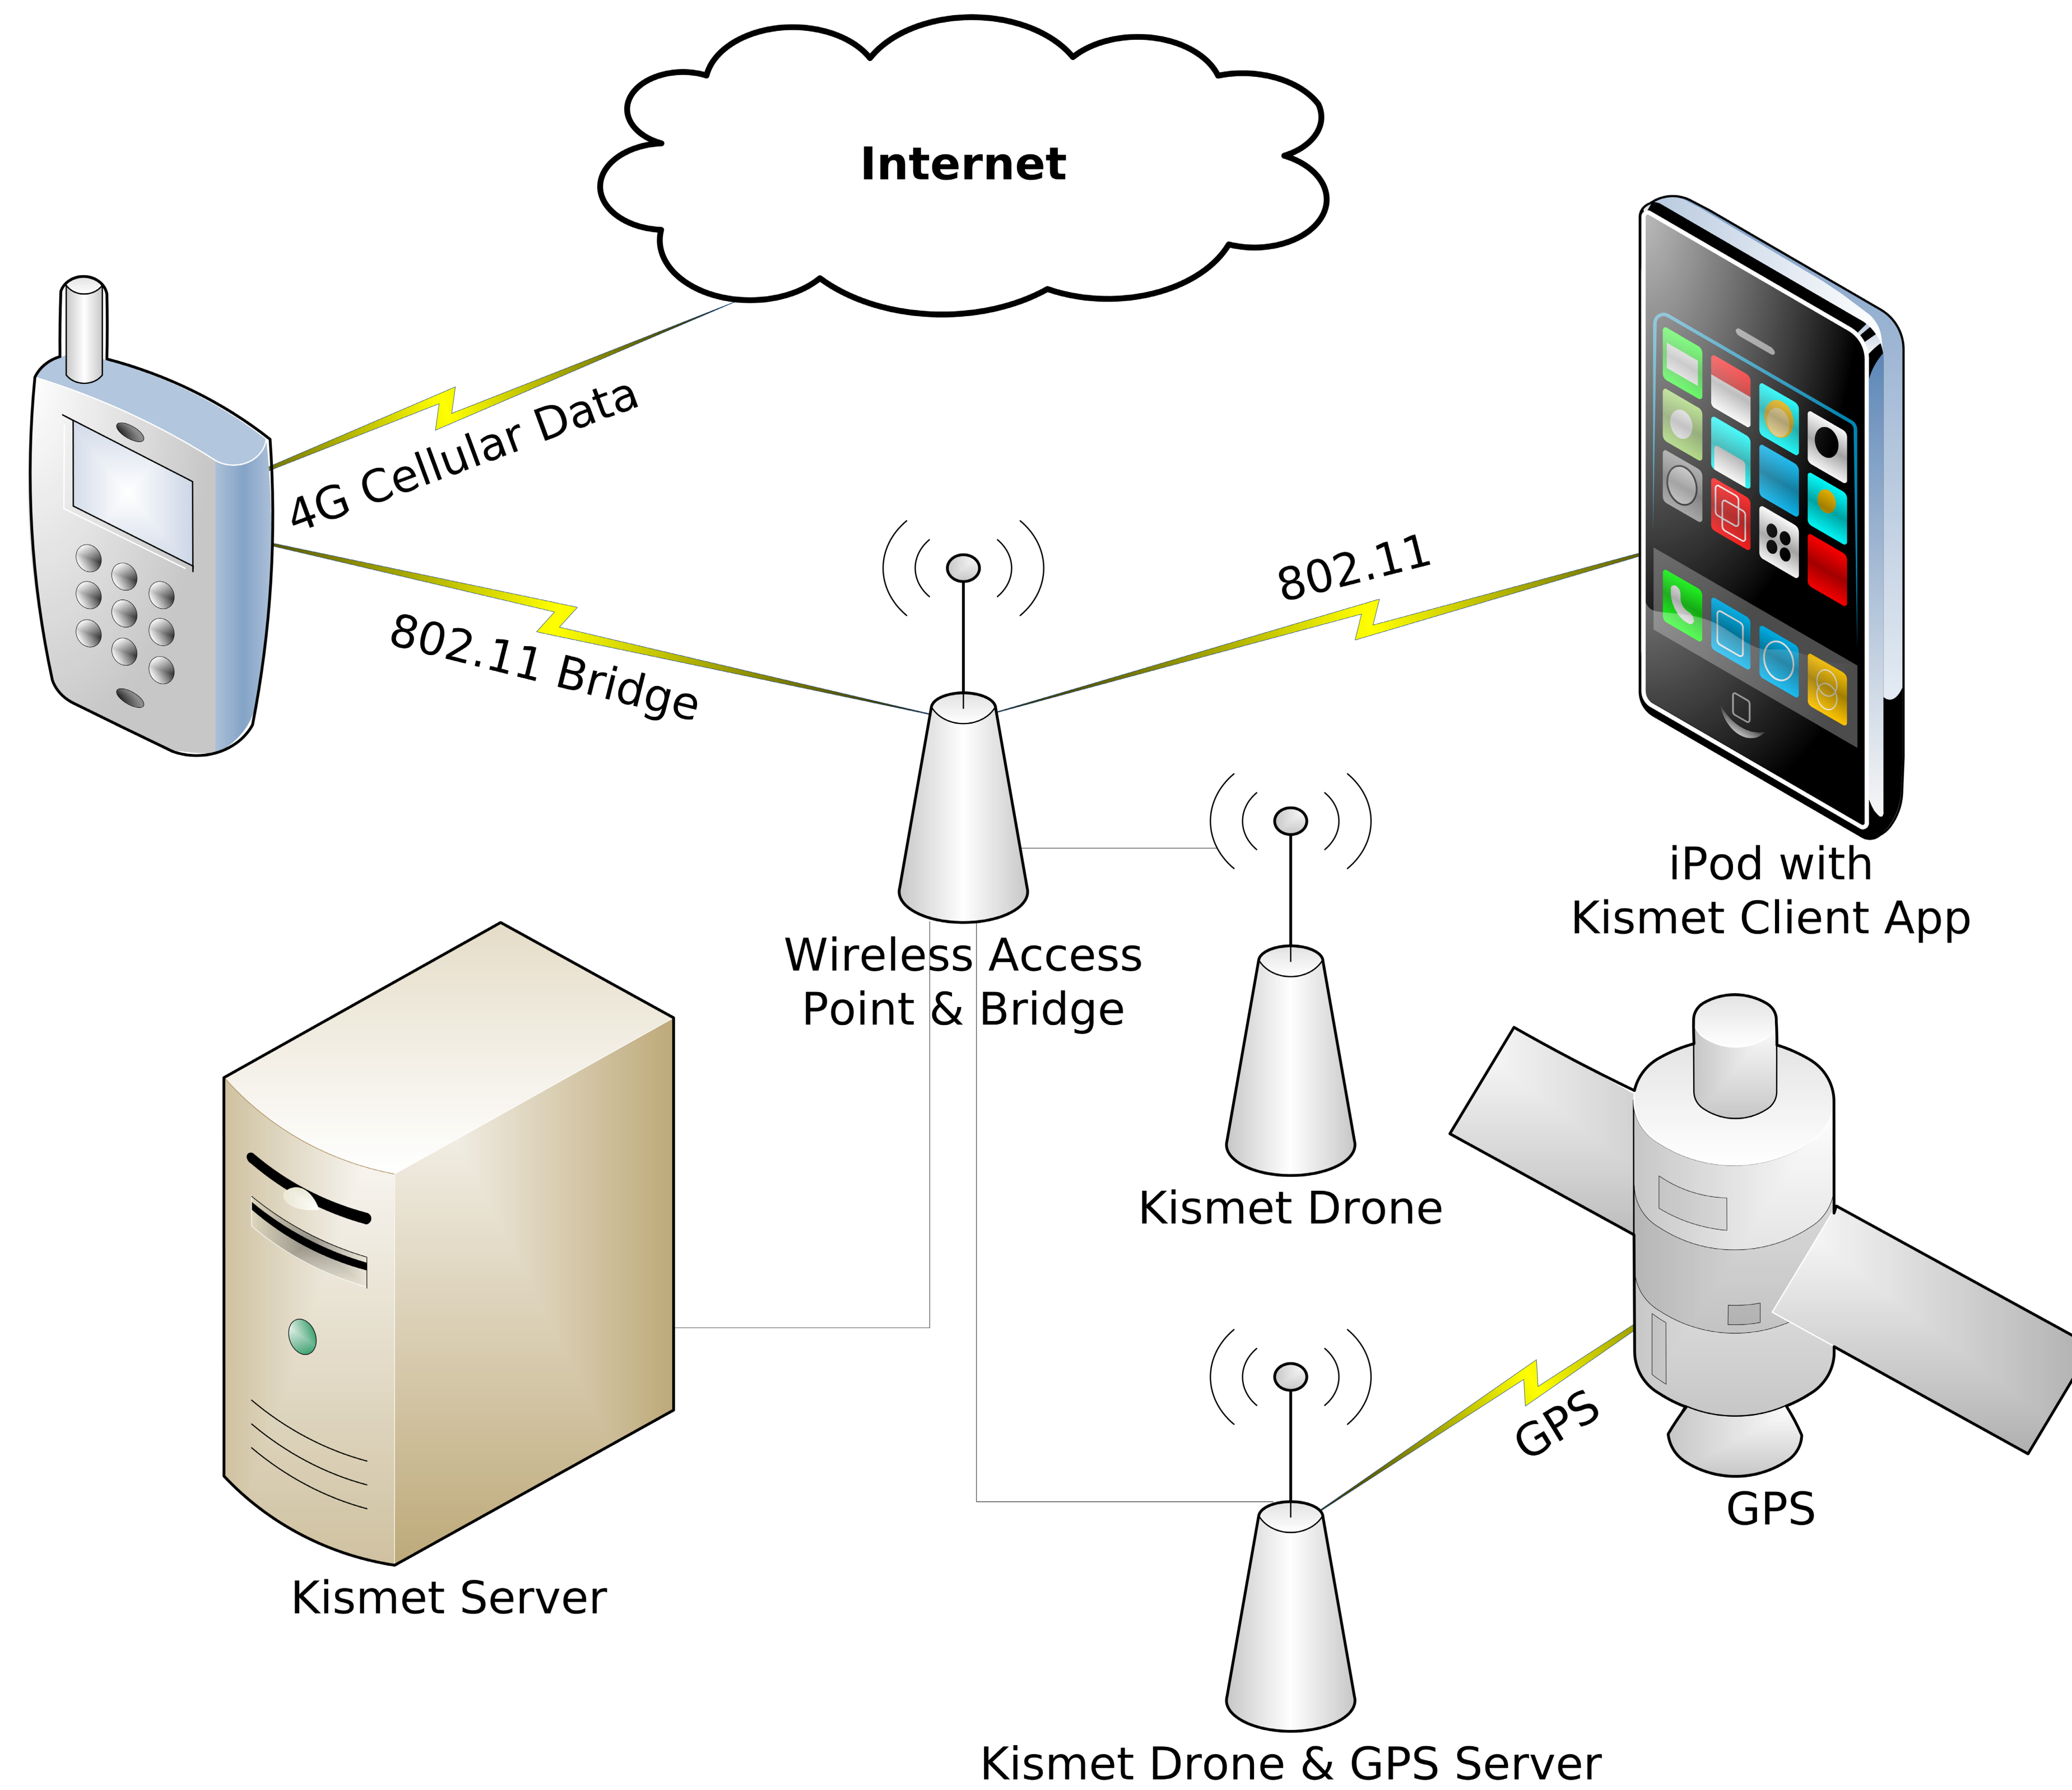 Internet
4G Cellular Data
802.11 Bridge
802.11
iPod with
Kismet Client App
Wireless Access
Point & Bridge
Kismet Drone
GPS
GPS
Kismet Server
Kismet Drone & GPS Server